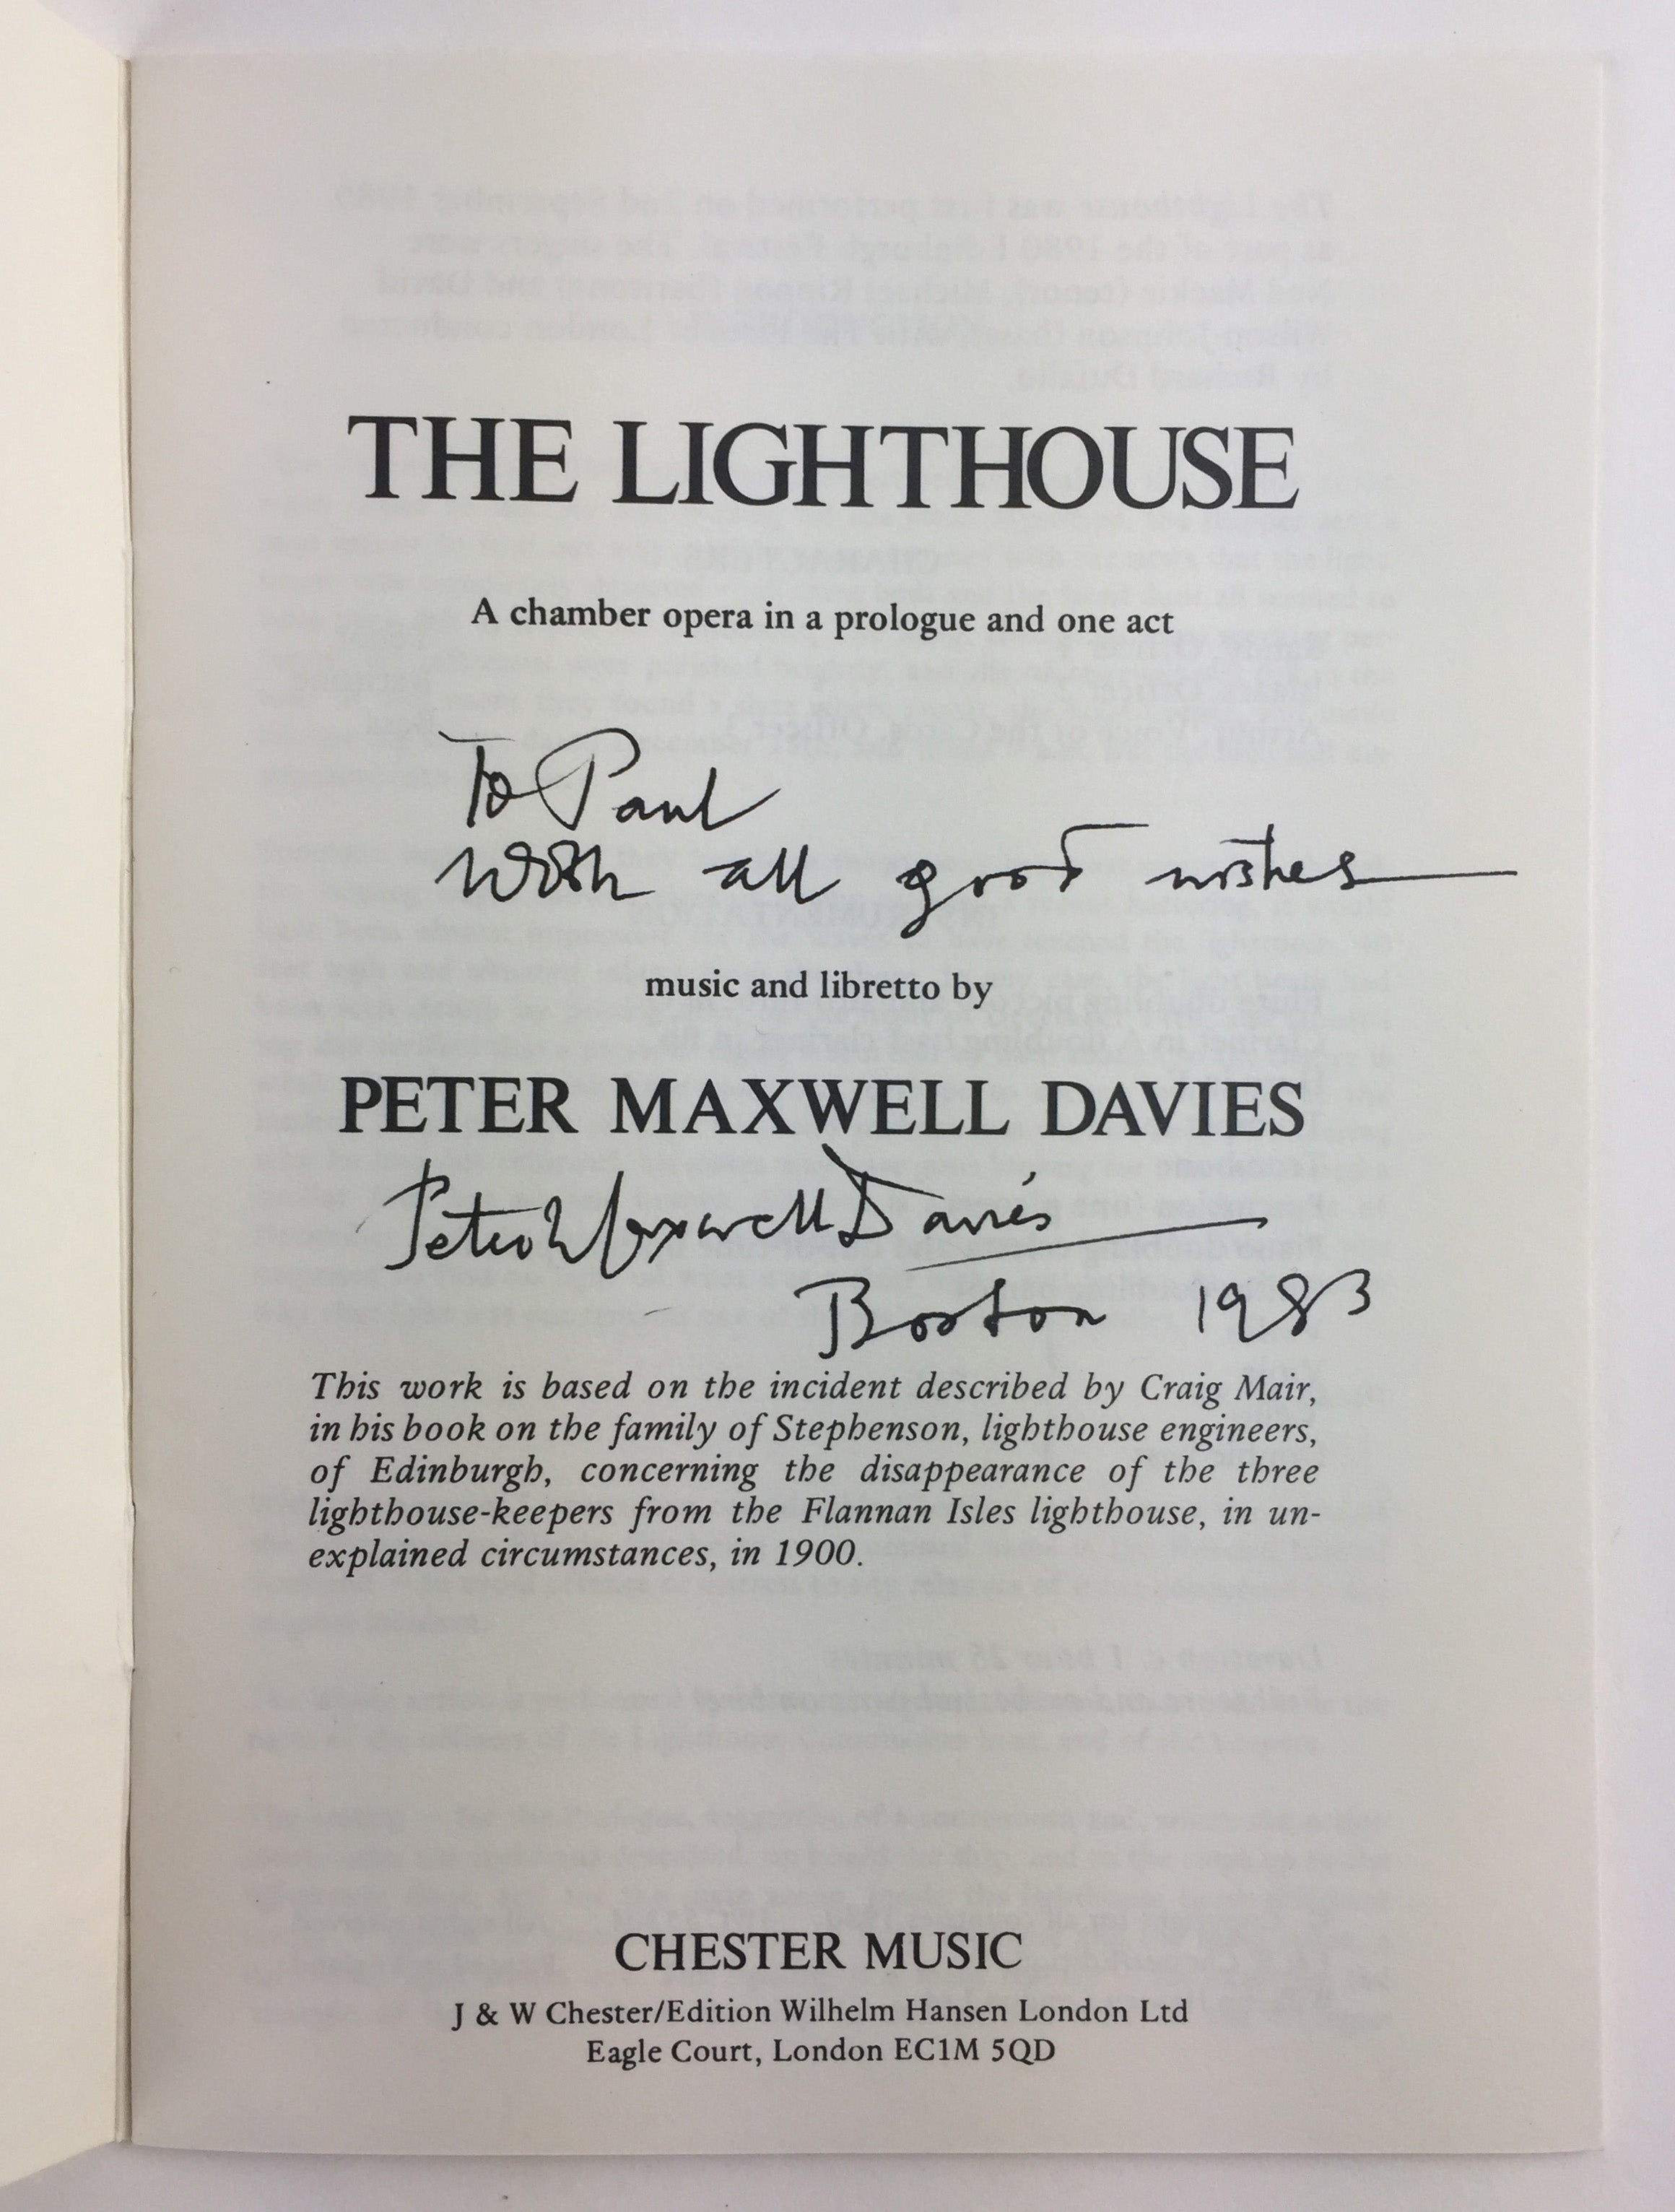 THE LIGHTHOUSE
A chamber opera in a prologue and one act
To Paul
With all good wishes
music and libretto by
PETER MAXWELL DAVIES
Peter Maxwell Davies
Boston 1983
This work is based on the incident described by Craig Mair,
in his book on the family of Stephenson, lighthouse engineers,
of Edinburgh, concerning the disappearance of the three
lighthouse-keepers from the Flannan Isles lighthouse, in un-
explained circumstances, in 1900.
CHESTER MUSIC
J & W Chester/Edition Wilhelm Hansen London Ltd
Eagle Court, London EC1M 5QD